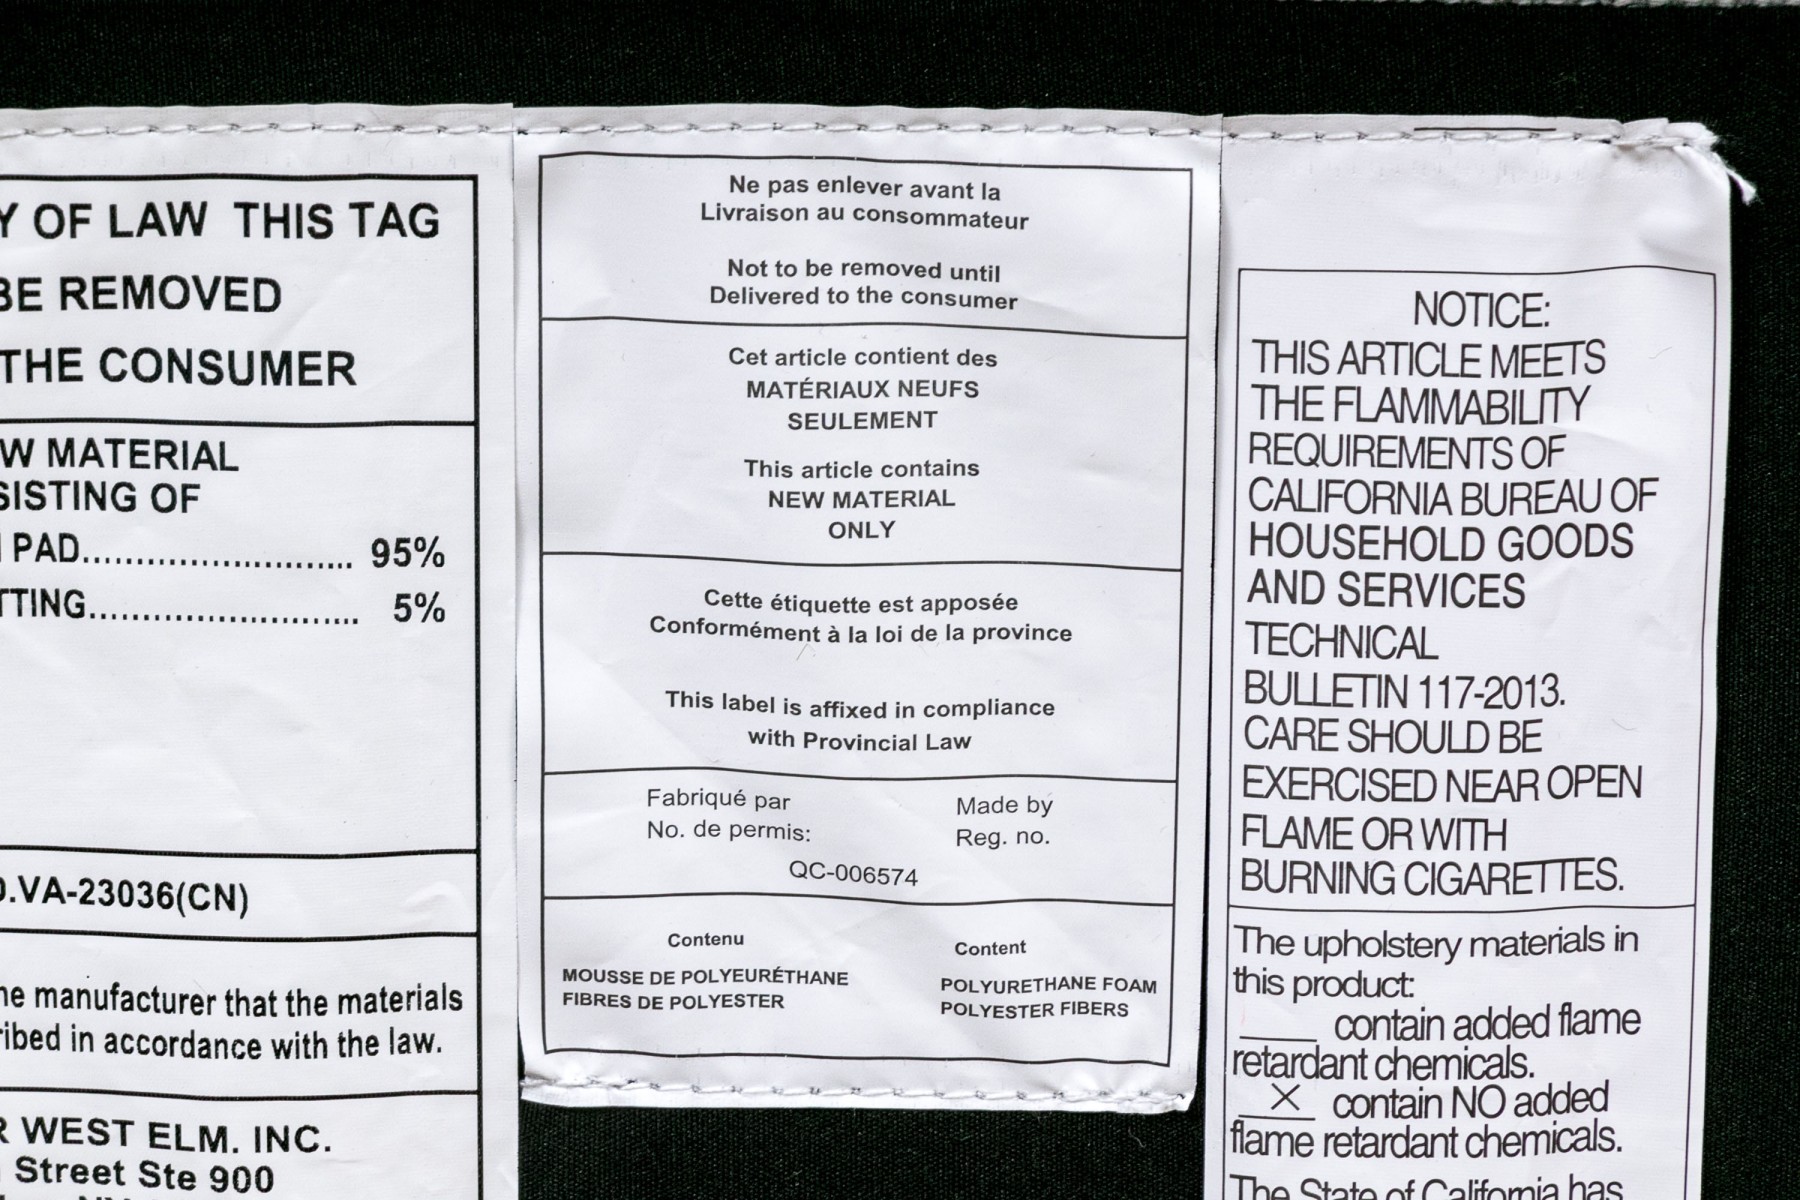 Y OF LAW THIS TAG
BE REMOVED
THE CONSUMER
W MATERIAL
SISTING OF
PAD........................... 95%
TTING........................... 5%
.VA-23036(CN)
he manufacturer that the materials
ribed in accordance with the law.
R WEST ELM. INC.
Street Ste 900
Ne pas enlever avant la
Livraison au consommateur
Not to be removed until
Delivered to the consumer
Cet article contient des
MATÉRIAUX NEUFS
SEULEMENT
This article contains
NEW MATERIAL
ONLY
Cette étiquette est apposée
Conformément à la loi de la province
This label is affixed in compliance
with Provincial Law
Fabriqué par Made by
No. de permis: Reg. no.
QC-006574
Contenu Content
MOUSSE DE POLYEURÉTHANE POLYURETHANE FOAM
FIBRES DE POLYESTER POLYESTER FIBERS
NOTICE:
THIS ARTICLE MEETS
THE FLAMMABILITY
REQUIREMENTS OF
CALIFORNIA BUREAU OF
HOUSEHOLD GOODS
AND SERVICES
TECHNICAL
BULLETIN 117-2013.
CARE SHOULD BE
EXERCISED NEAR OPEN
FLAME OR WITH
BURNING CIGARETTES.
The upholstery materials in
this product:
____ contain added flame
retardant chemicals.
X contain NO added
flame retardant chemicals.
The State of California has